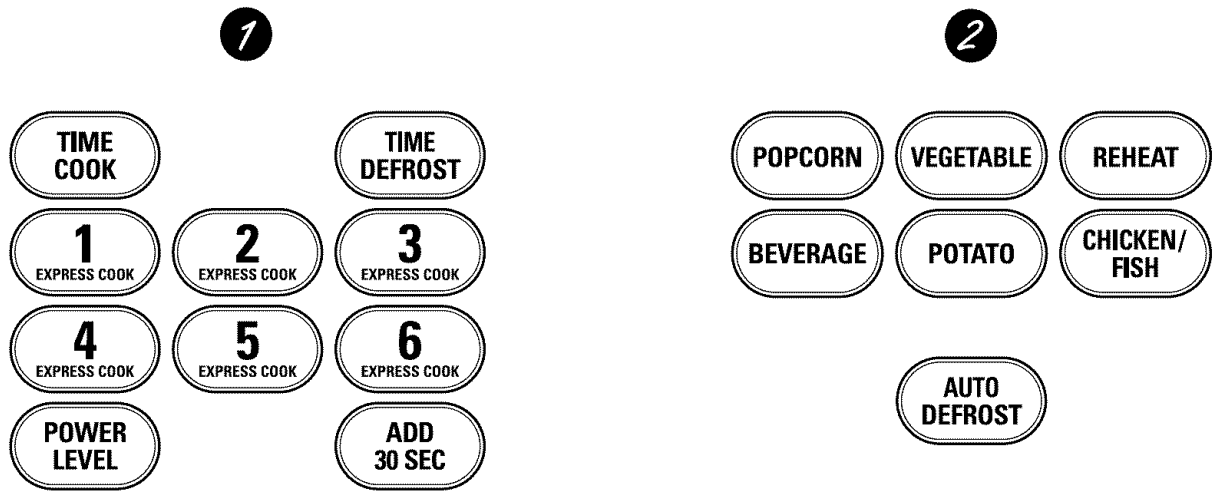 1
2
TIME
COOK
TIME
DEFROST
1
EXPRESS COOK
2
EXPRESS COOK
3
EXPRESS COOK
4
EXPRESS COOK
5
EXPRESS COOK
6
EXPRESS COOK
POWER
LEVEL
ADD
30 SEC
POPCORN
VEGETABLE
REHEAT
BEVERAGE
POTATO
CHICKEN/
FISH
AUTO
DEFROST